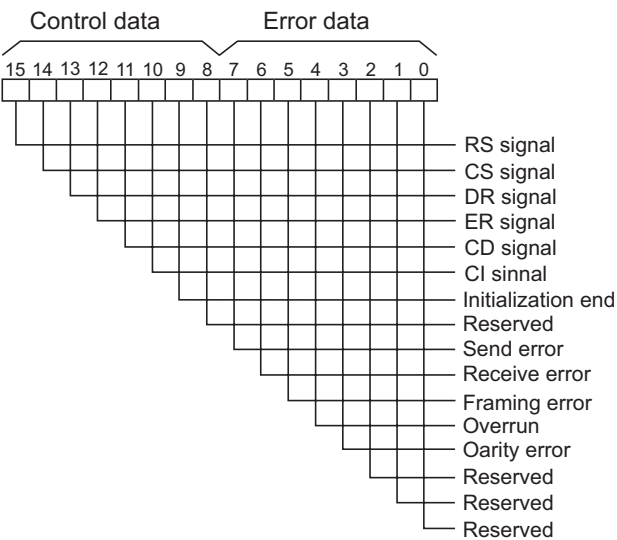 Control data Error data
15 14 13 12 11 10 9 8 7 6 5 4 3 2 1 0
RS signal
CS signal
DR signal
ER signal
CD signal
CI sinnal
Initialization end
Reserved
Send error
Receive error
Framing error
Overrun
Oarity error
Reserved
Reserved
Reserved